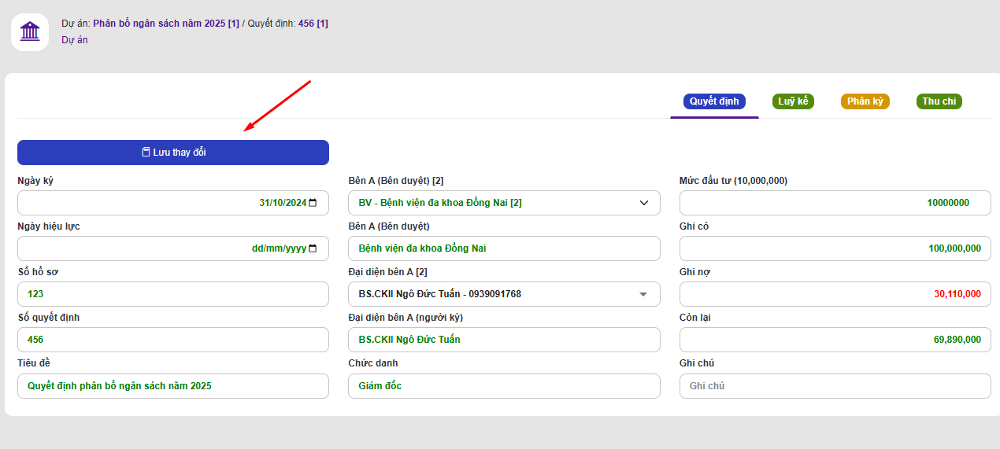 Dự án: Phân bổ ngân sách năm 2025 [1] / Quyết định: 456 [1]
Dự án
Quyết định
Luỹ kế
Phân kỳ
Thu chi
Lưu thay đổi
Ngày ký
31/10/2024
Ngày hiệu lực
dd/mm/yyyy
Số hồ sơ
123
Số quyết định
456
Tiêu đề
Quyết định phân bổ ngân sách năm 2025
Bên A (Bên duyệt) [2]
BV - Bệnh viện đa khoa Đồng Nai [2]
Bên A (Bên duyệt)
Bệnh viện đa khoa Đồng Nai
Đại diện bên A [2]
BS.CKII Ngô Đức Tuấn - 0939091768
Đại diện bên A (người ký)
BS.CKII Ngô Đức Tuấn
Chức danh
Giám đốc
Mức đầu tư (10,000,000)
10000000
Ghi có
100,000,000
Ghi nợ
30,110,000
Còn lại
69,890,000
Ghi chú
Ghi chú